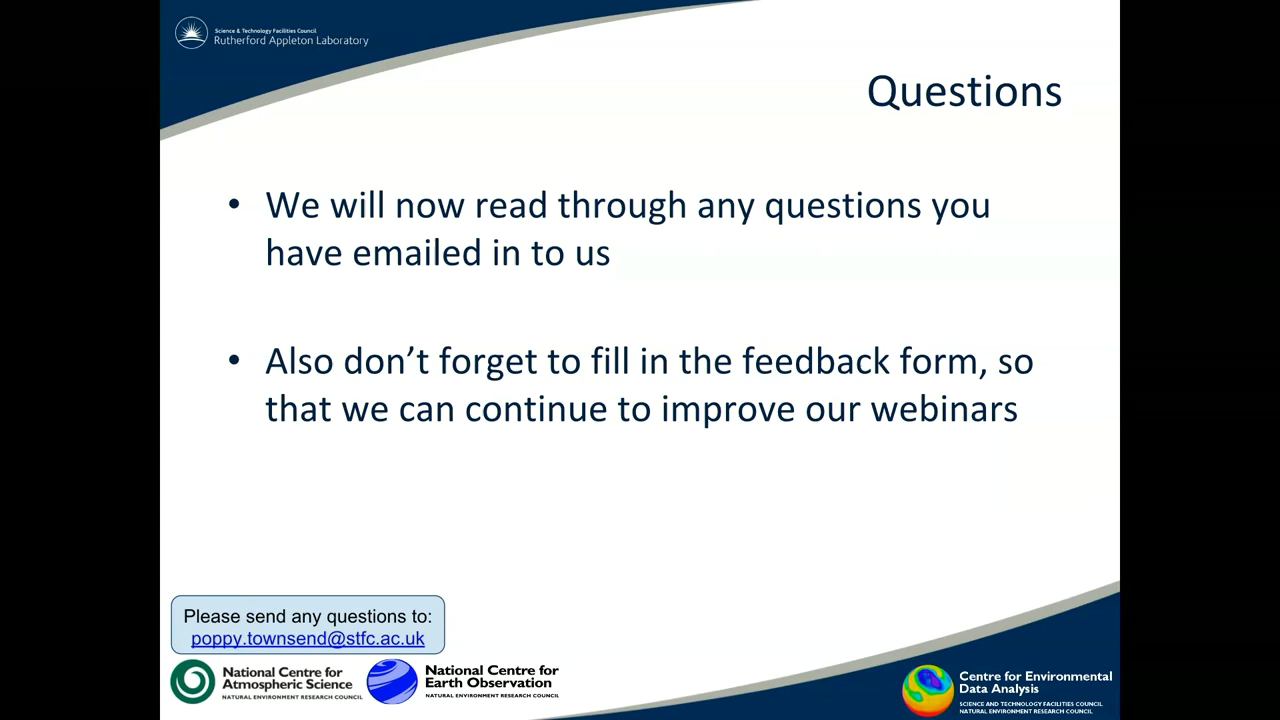 Science & Technology Facilities Council
Rutherford Appleton Laboratory
Questions
• We will now read through any questions you
have emailed in to us
• Also don’t forget to fill in the feedback form, so
that we can continue to improve our webinars
Please send any questions to:
poppy.townsend@stfc.ac.uk
National Centre for
Atmospheric Science
NATURAL ENVIRONMENT RESEARCH COUNCIL
National Centre for
Earth Observation
NATURAL ENVIRONMENT RESEARCH COUNCIL
Centre for Environmental
Data Analysis
SCIENCE AND TECHNOLOGY FACILITIES COUNCIL
NATURAL ENVIRONMENT RESEARCH COUNCIL